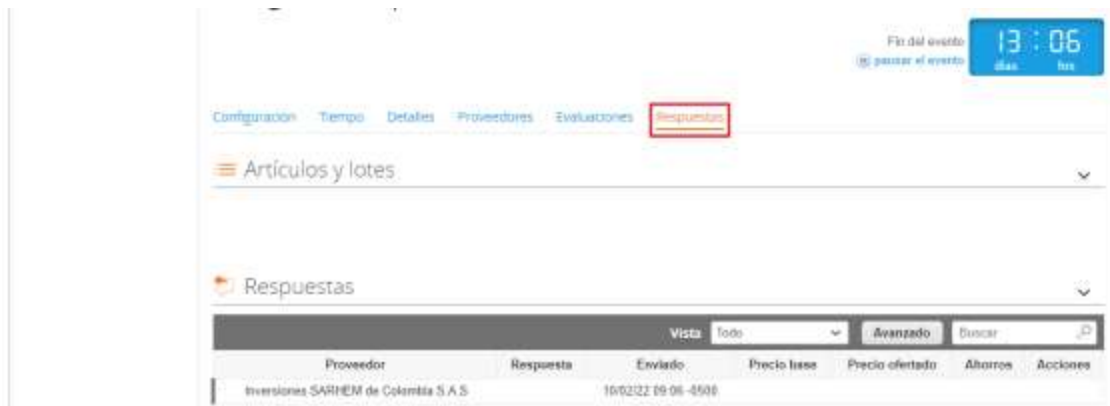 Fin del evento
pausar el evento
13 : 06
días hrs
Configuración Tiempo Detalles Proveedores Evaluaciones Respuestas
Artículos y lotes
Respuestas
Vista Todo Avanzado Buscar
Proveedor Respuesta Enviado Precio base Precio ofertado Ahorros Acciones
Inversiones SARHEM de Colombia S.A.S 10/02/22 09:06 -0500